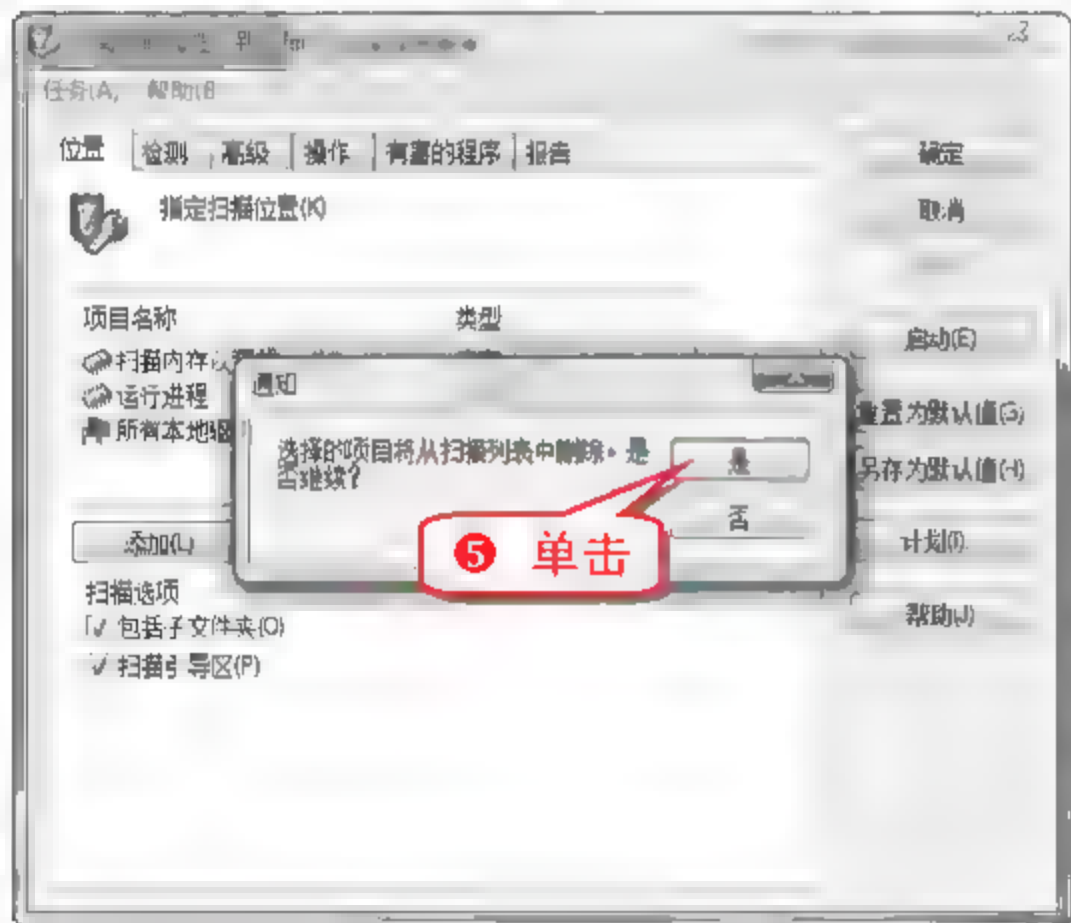 位置 检测 高级 操作 有害的程序 报告 确定
指定扫描位置(K) 取消
项目名称 类型
启动(E)
扫描内存
运行进程
所有本地驱
重置为默认值(G)
另存为默认值(H)
通知
选择的项目将从扫描列表中删除。是
否继续?
是
否
❺ 单击
添加(L) 计划(I)
扫描选项
包括子文件夹(O) 帮助(J)
扫描引导区(P)